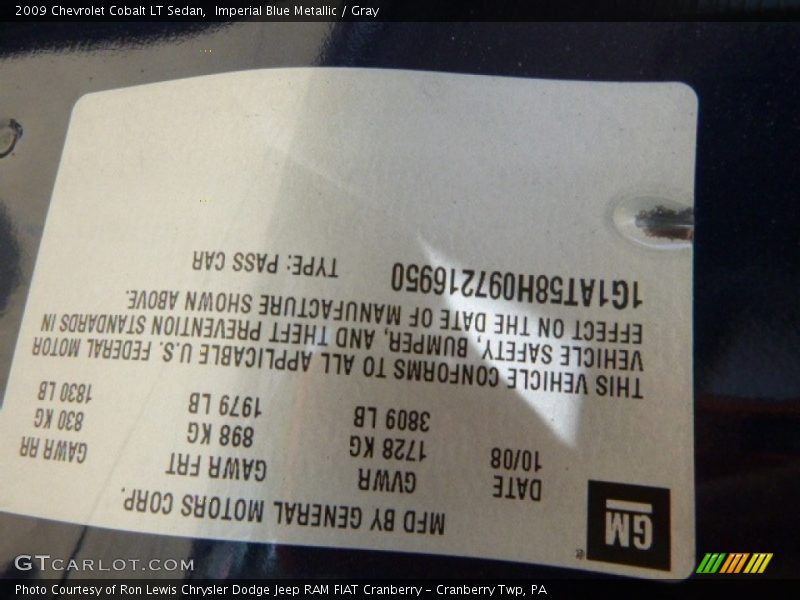 2009 Chevrolet Cobalt LT Sedan,  Imperial Blue Metallic / Gray
GM
MFD BY GENERAL MOTORS CORP.
DATE GVWR GAWR FRT GAWR RR
10/08 1728 KG 898 KG 830 KG
3809 LB 1979 LB 1830 LB
THIS VEHICLE CONFORMS TO ALL APPLICABLE U.S. FEDERAL MOTOR
VEHICLE SAFETY, BUMPER, AND THEFT PREVENTION STANDARDS IN
EFFECT ON THE DATE OF MANUFACTURE SHOWN ABOVE.
1G1AT58H097216950 TYPE: PASS CAR
GTCARLOT.COM
Photo Courtesy of Ron Lewis Chrysler Dodge Jeep RAM FIAT Cranberry - Cranberry Twp, PA